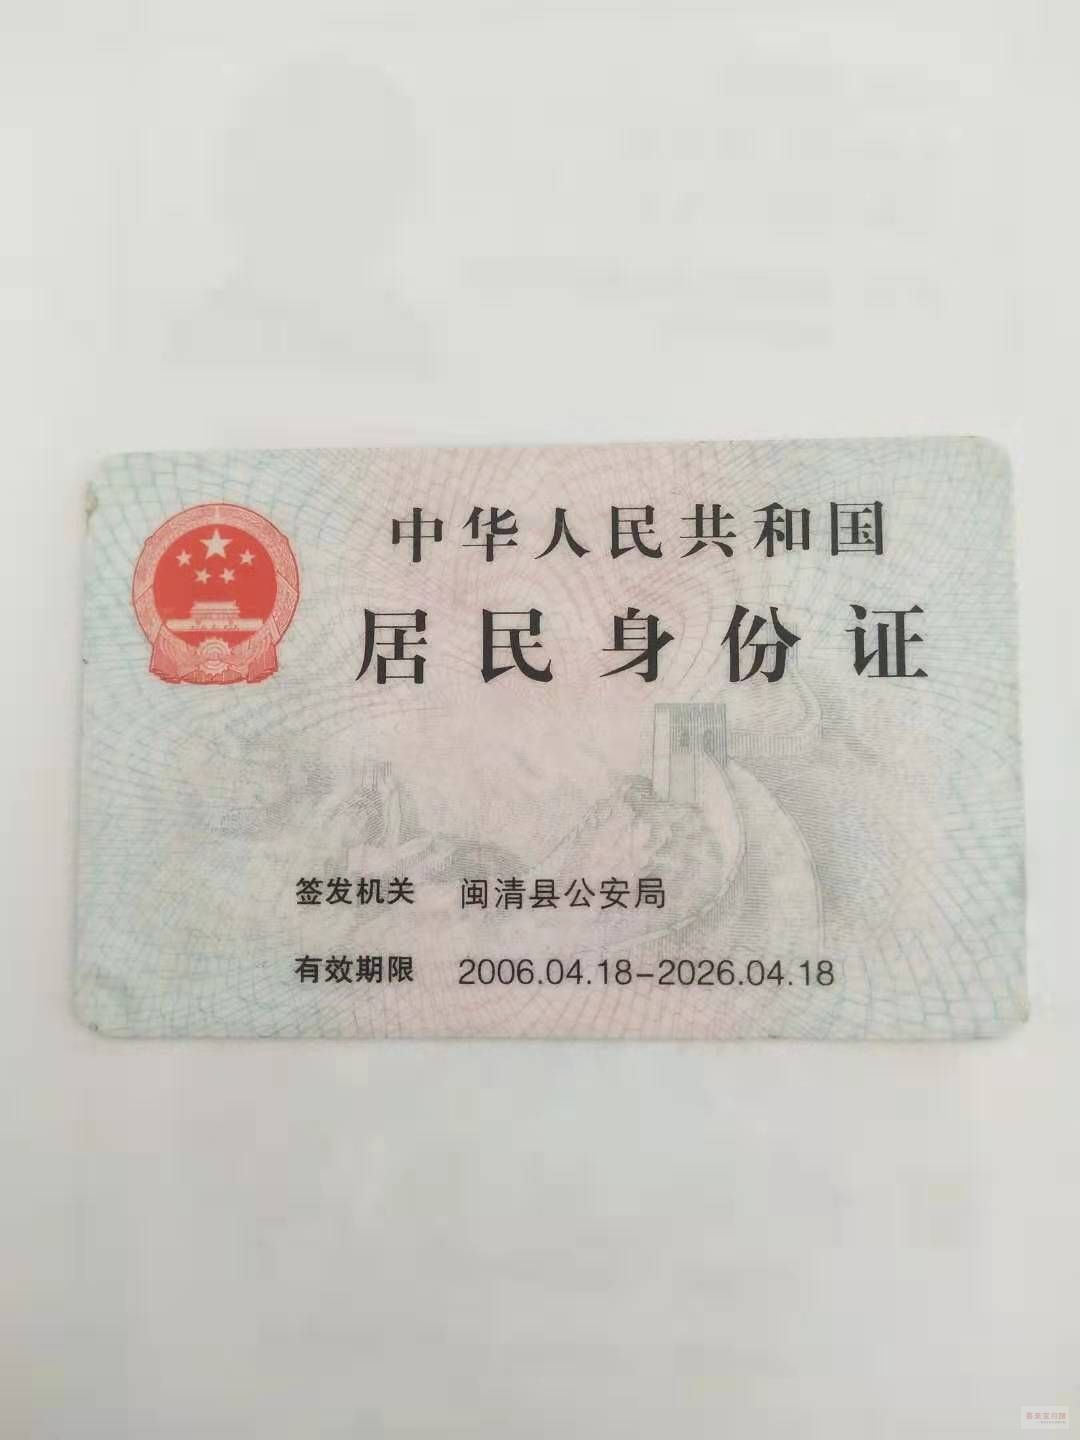 中华人民共和国
居民身份证
签发机关 闽清县公安局
有效期限 2006.04.18-2026.04.18